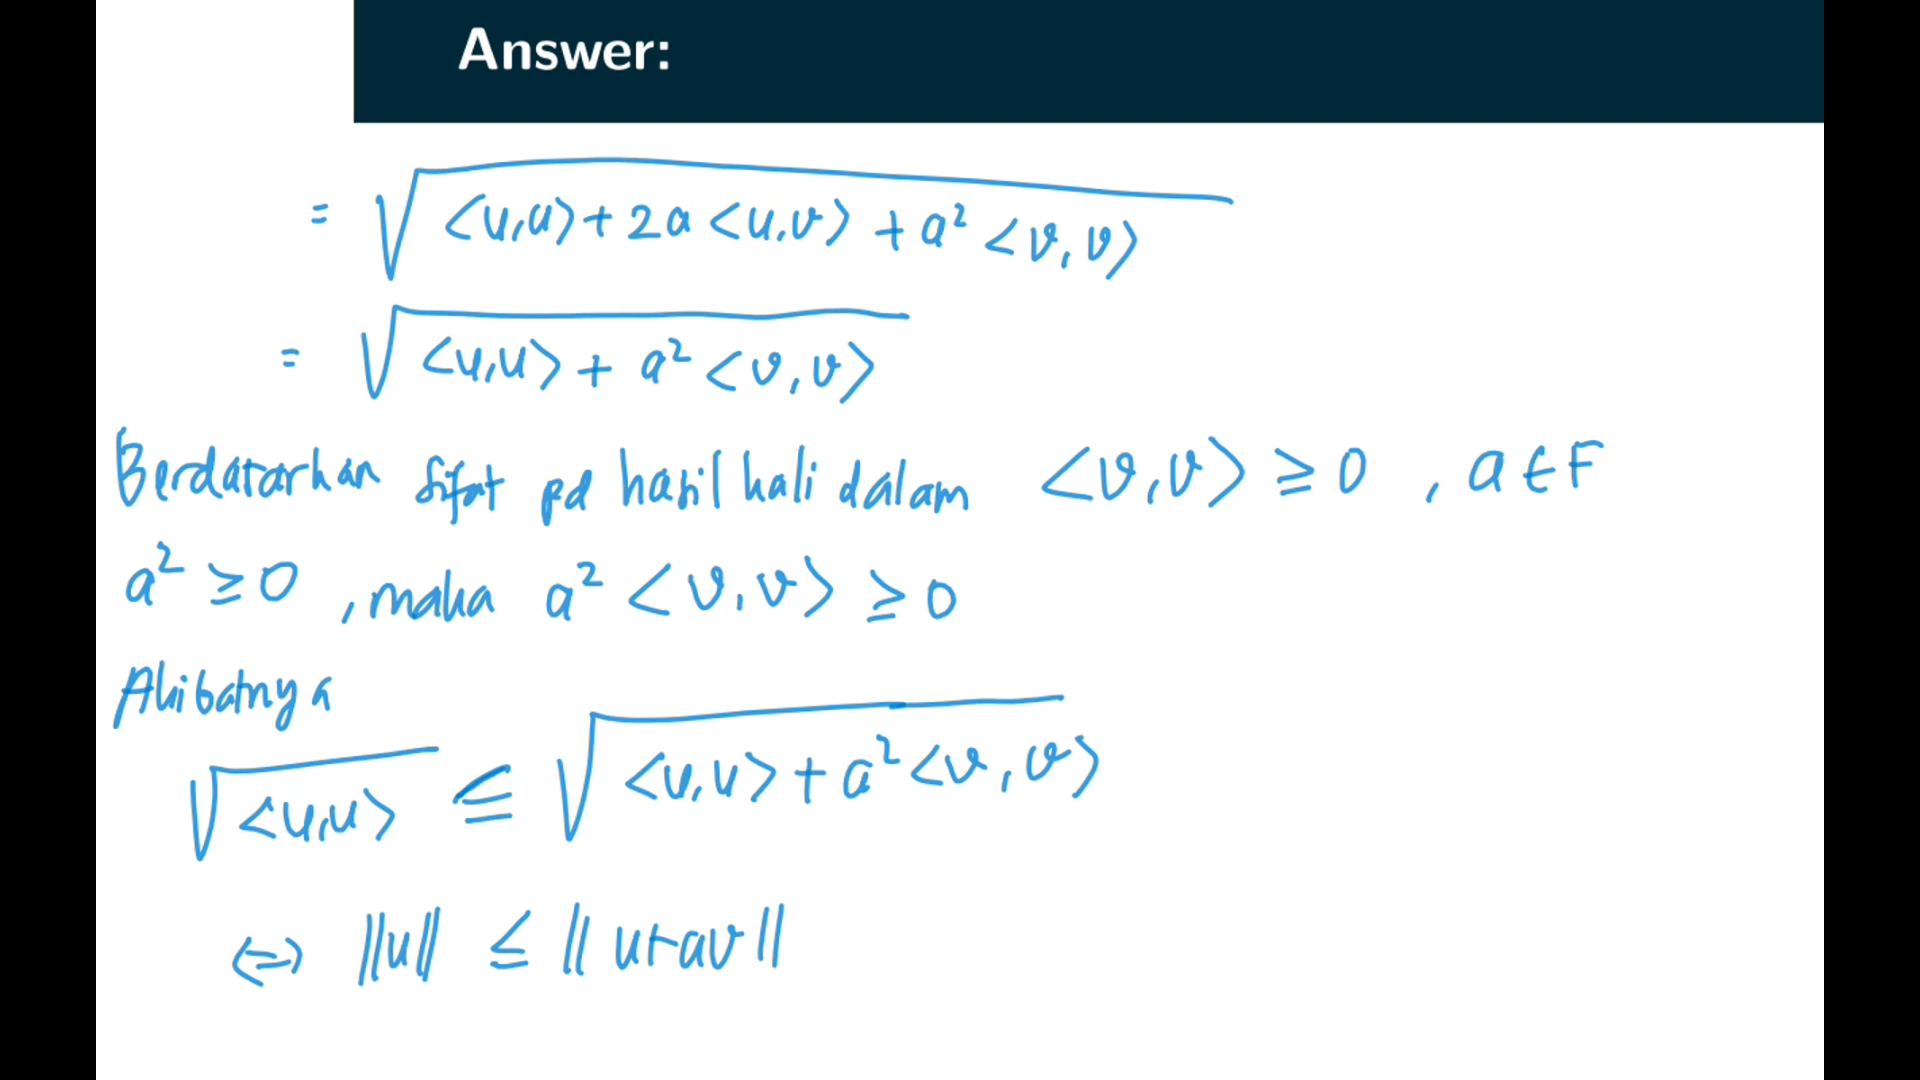 Answer:
= √<u,u> + 2a <u,v> + a² <v,v>
= √<u,u> + a² <v,v>
Berdasarkan sifat pd hasil kali dalam <v,v> ≥ 0 , a ∈ F
a² ≥ 0 , maka a² <v,v> ≥ 0
Akibatnya
√<u,u> ≤ √<u,u> + a² <v,v>
⇔ ||u|| ≤ ||u+av||